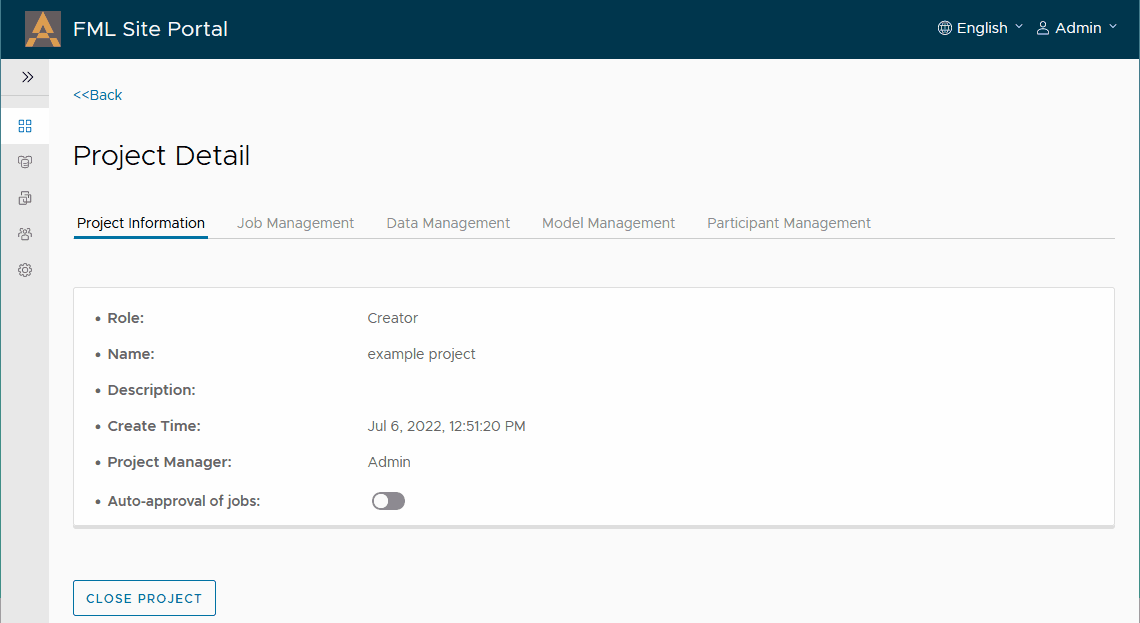 FML Site Portal
English
Admin
<<Back
Project Detail
Project Information Job Management Data Management Model Management Participant Management
• Role: Creator
• Name: example project
• Description:
• Create Time: Jul 6, 2022, 12:51:20 PM
• Project Manager: Admin
• Auto-approval of jobs:
CLOSE PROJECT